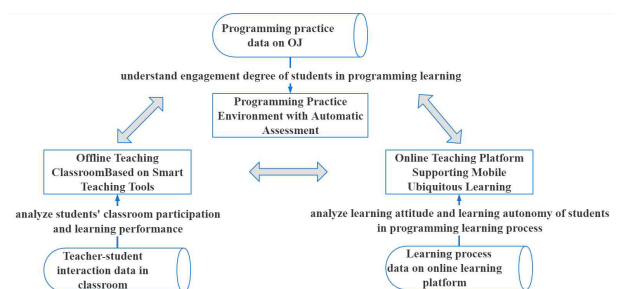 Programming practice
data on OJ
understand engagement degree of students in programming learning
Programming Practice
Environment with Automatic
Assessment
Offline Teaching
ClassroomBased on Smart
Teaching Tools
Online Teaching Platform
Supporting Mobile
Ubiquitous Learning
analyze students' classroom participation
and learning performance
analyze learning attitude and learning autonomy of students
in programming learning process
Teacher-student
interaction data in
classroom
Learning process
data on online learning
platform